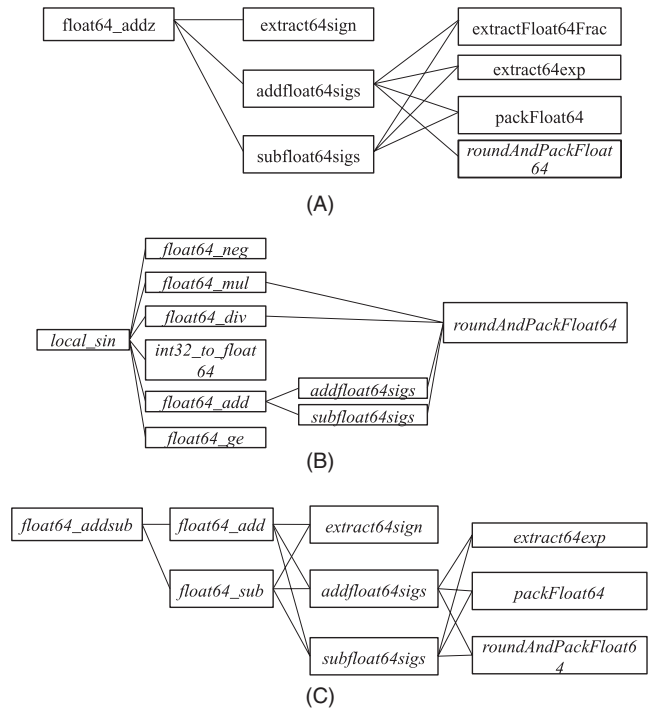 float64_addz
extract64sign
extractFloat64Frac
addfloat64sigs
extract64exp
subfloat64sigs
packFloat64
roundAndPackFloat
64
(A)
float64_neg
float64_mul
float64_div
local_sin
int32_to_float
64
float64_add
float64_ge
addfloat64sigs
subfloat64sigs
roundAndPackFloat64
(B)
float64_addsub
float64_add
float64_sub
extract64sign
addfloat64sigs
subfloat64sigs
extract64exp
packFloat64
roundAndPackFloat6
4
(C)